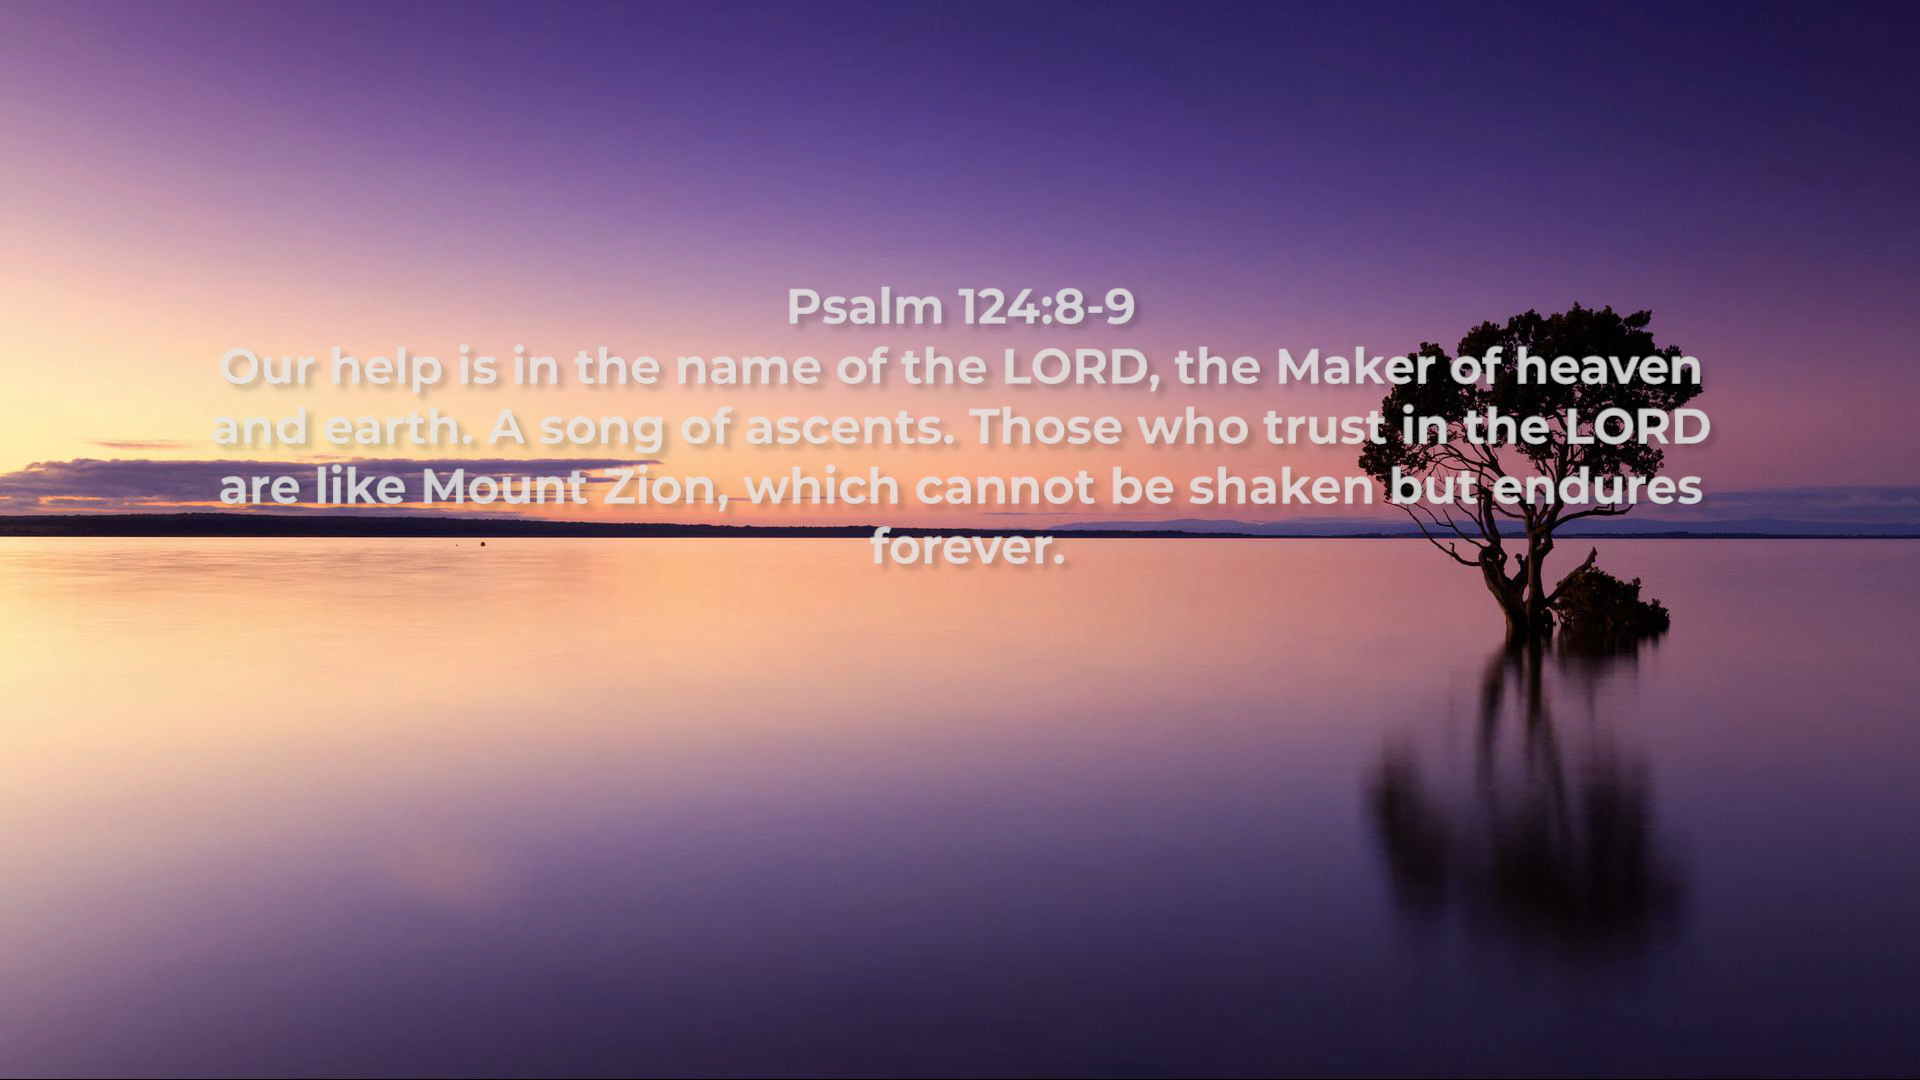 Psalm 124:8-9
Our help is in the name of the LORD, the Maker of heaven
and earth. A song of ascents. Those who trust in the LORD
are like Mount Zion, which cannot be shaken but endures
forever.